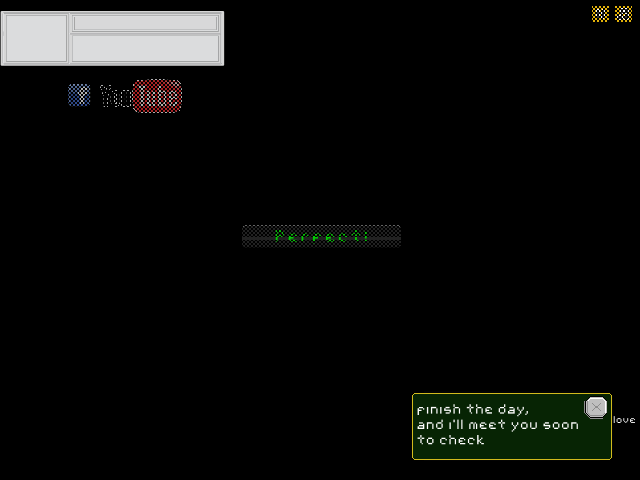 f YouTube
Perfect!
finish the day,
and i'll meet you soon
to check
love